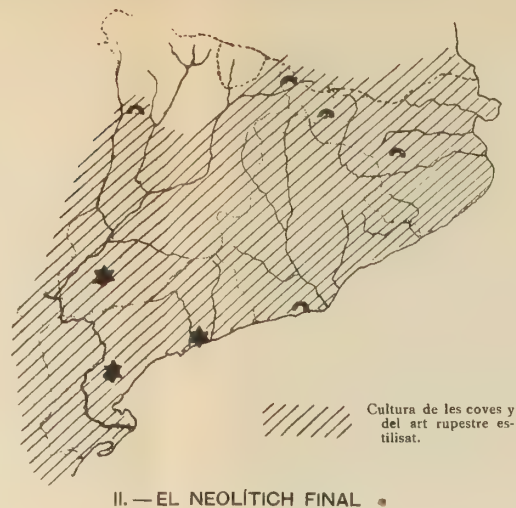 Cultura de les coves y
del art rupestre es-
tilisat.
II. — EL NEOLÍTICH FINAL